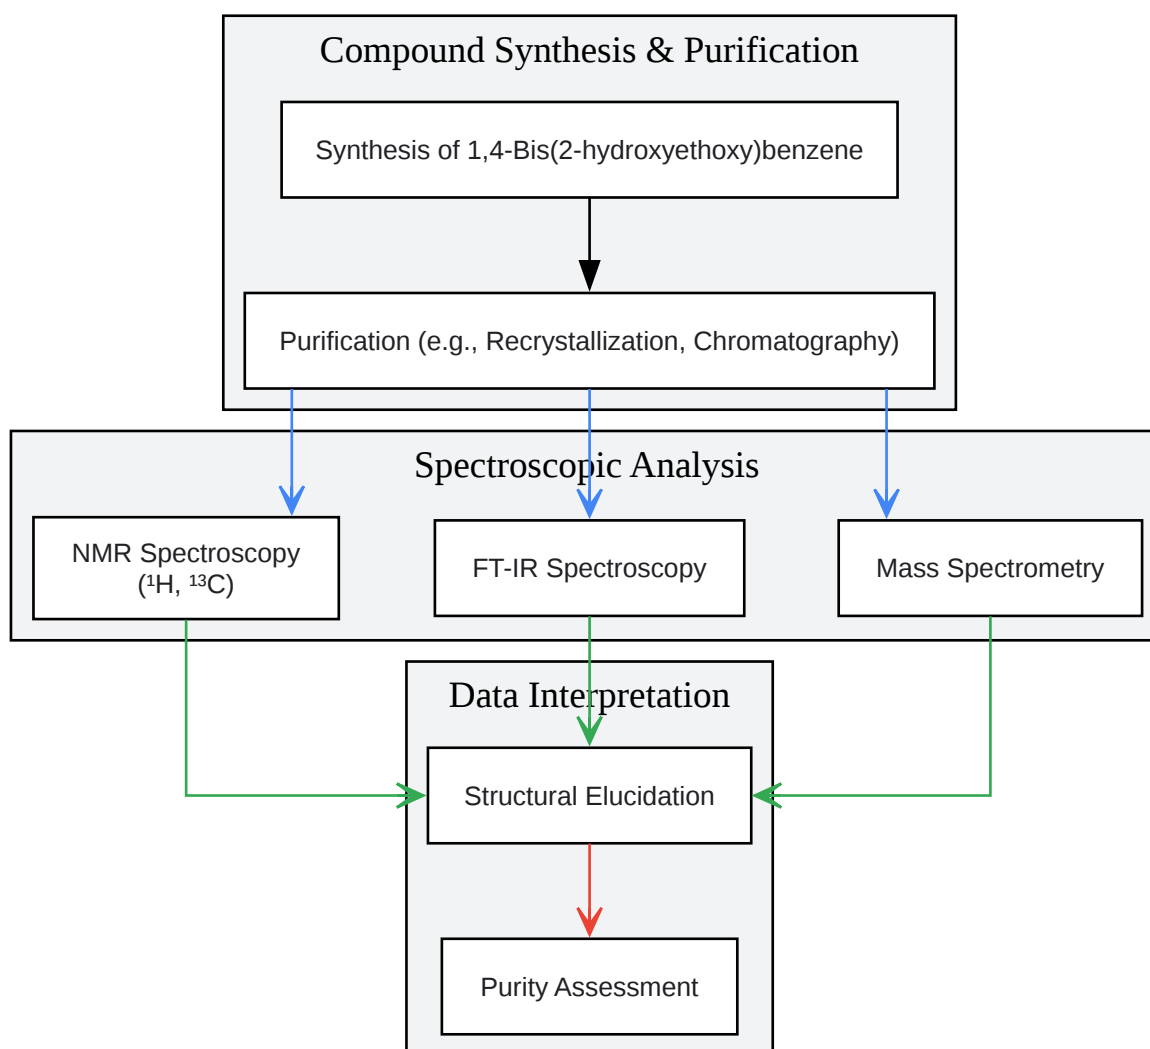 Compound Synthesis & Purification
Synthesis of 1,4-Bis(2-hydroxyethoxy)benzene
Purification (e.g., Recrystallization, Chromatography)
Spectroscopic Analysis
NMR Spectroscopy
(¹H, ¹³C)
FT-IR Spectroscopy
Mass Spectrometry
Data Interpretation
Structural Elucidation
Purity Assessment